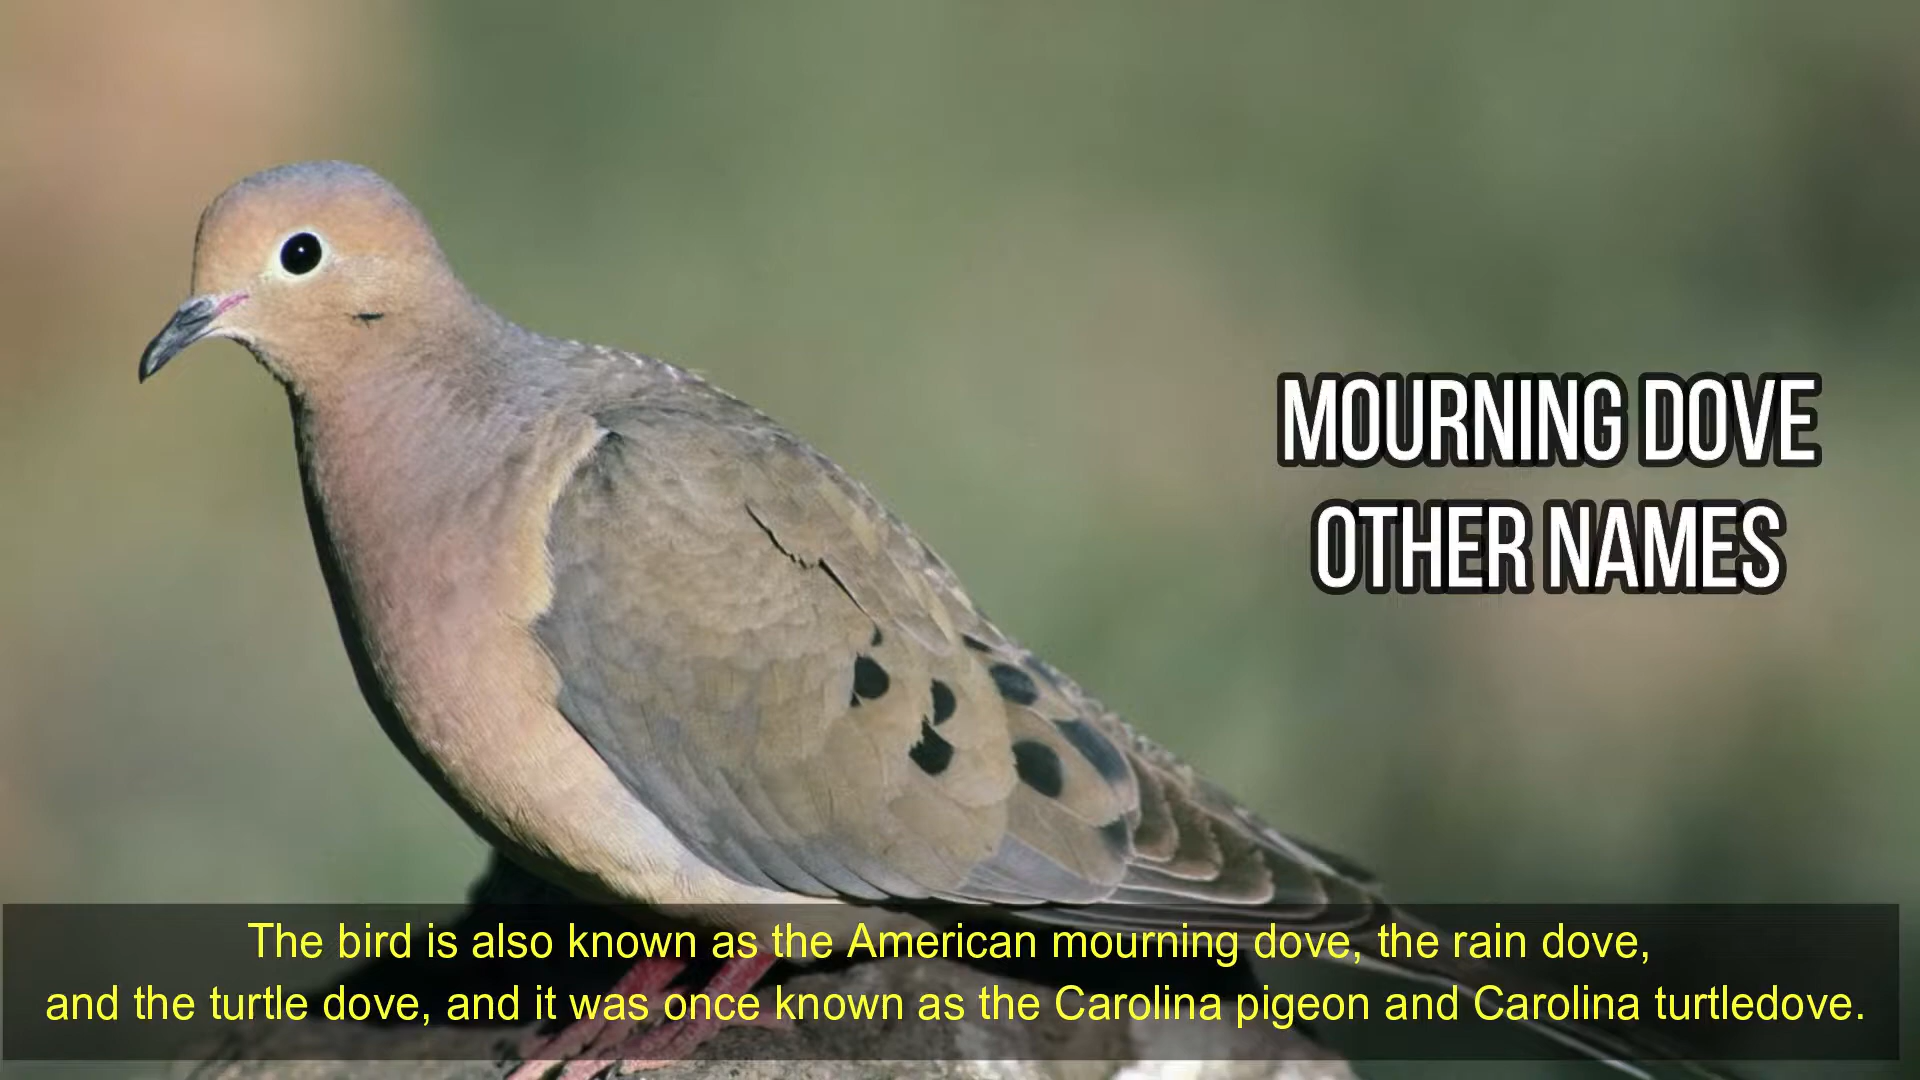 MOURNING DOVE
OTHER NAMES
The bird is also known as the American mourning dove, the rain dove,
and the turtle dove, and it was once known as the Carolina pigeon and Carolina turtledove.